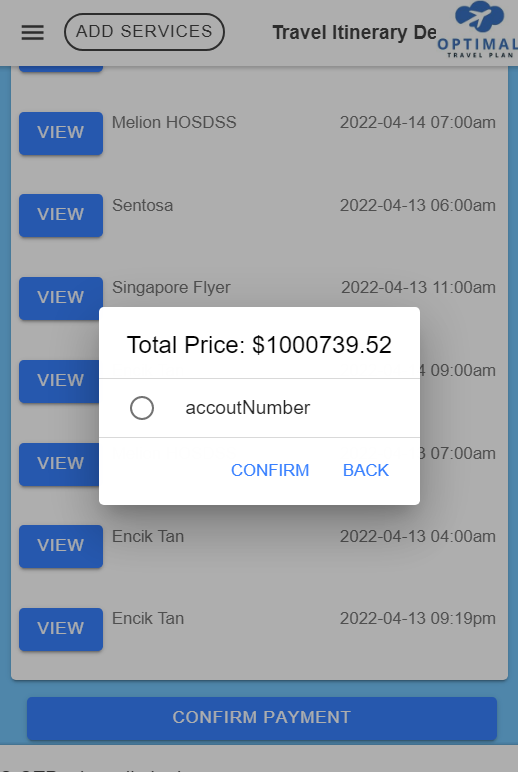 ADD SERVICES
Travel Itinerary De
OPTIMAL
TRAVEL PLAN
VIEW
Melion HOSDSS
2022-04-14 07:00am
VIEW
Sentosa
2022-04-13 06:00am
VIEW
Singapore Flyer
2022-04-13 11:00am
Total Price: $1000739.52
VIEW
4 09:00am
accoutNumber
VIEW
3 07:00am
CONFIRM
BACK
VIEW
Encik Tan
2022-04-13 04:00am
VIEW
Encik Tan
2022-04-13 09:19pm
CONFIRM PAYMENT